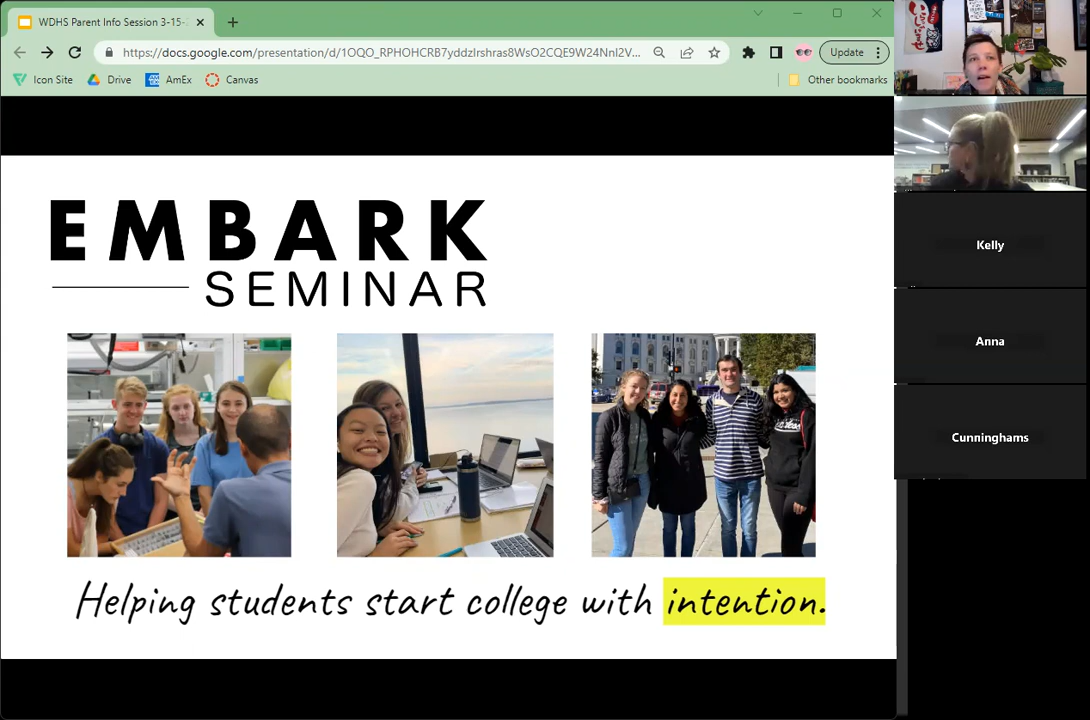 WDHS Parent Info Session 3-15-
https://docs.google.com/presentation/d/1OQO_RPHOHCRB7yddzIrshras8WsO2CQE9W24NnI2V...
Update
Icon Site
Drive
AmEx
Canvas
Other bookmarks
EMBARK
SEMINAR
Helping students start college with intention.
Kelly
Anna
Cunninghams